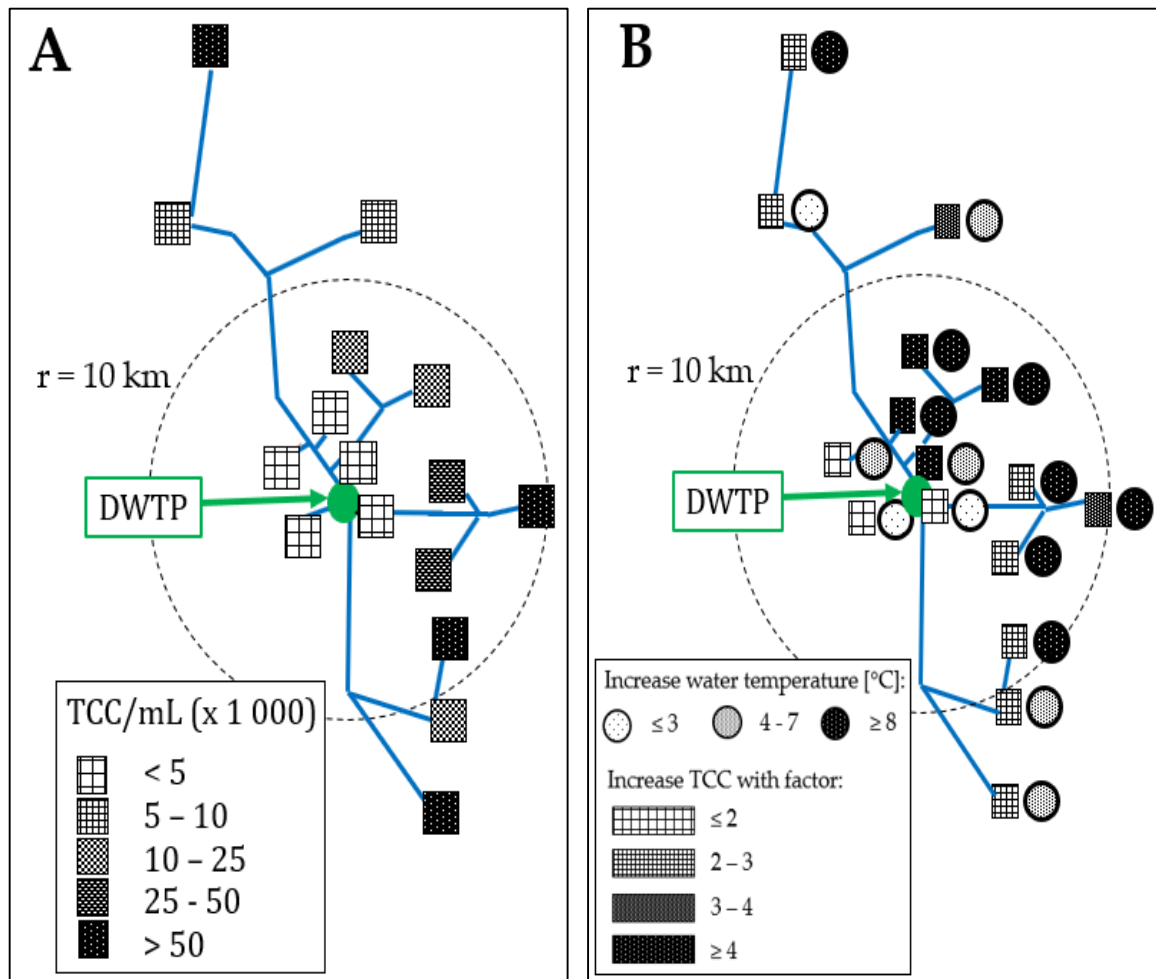 A
r = 10 km
DWTP
TCC/mL (x 1 000)
< 5
5 – 10
10 – 25
25 - 50
> 50
B
r = 10 km
DWTP
Increase water temperature [°C]:
≤ 3 4 - 7 ≥ 8
Increase TCC with factor:
≤ 2
2 – 3
3 – 4
≥ 4